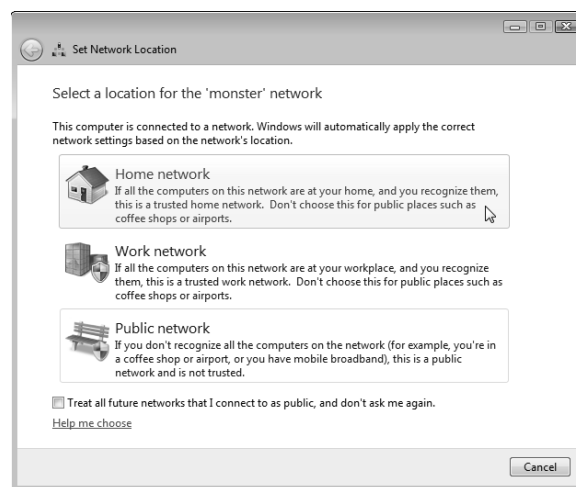 Set Network Location
Select a location for the 'monster' network
This computer is connected to a network. Windows will automatically apply the correct
network settings based on the network's location.
Home network
If all the computers on this network are at your home, and you recognize them,
this is a trusted home network. Don't choose this for public places such as
coffee shops or airports.
Work network
If all the computers on this network are at your workplace, and you recognize
them, this is a trusted work network. Don't choose this for public places such as
coffee shops or airports.
Public network
If you don't recognize all the computers on the network (for example, you're in
a coffee shop or airport, or you have mobile broadband), this is a public
network and is not trusted.
Treat all future networks that I connect to as public, and don't ask me again.
Help me choose
Cancel